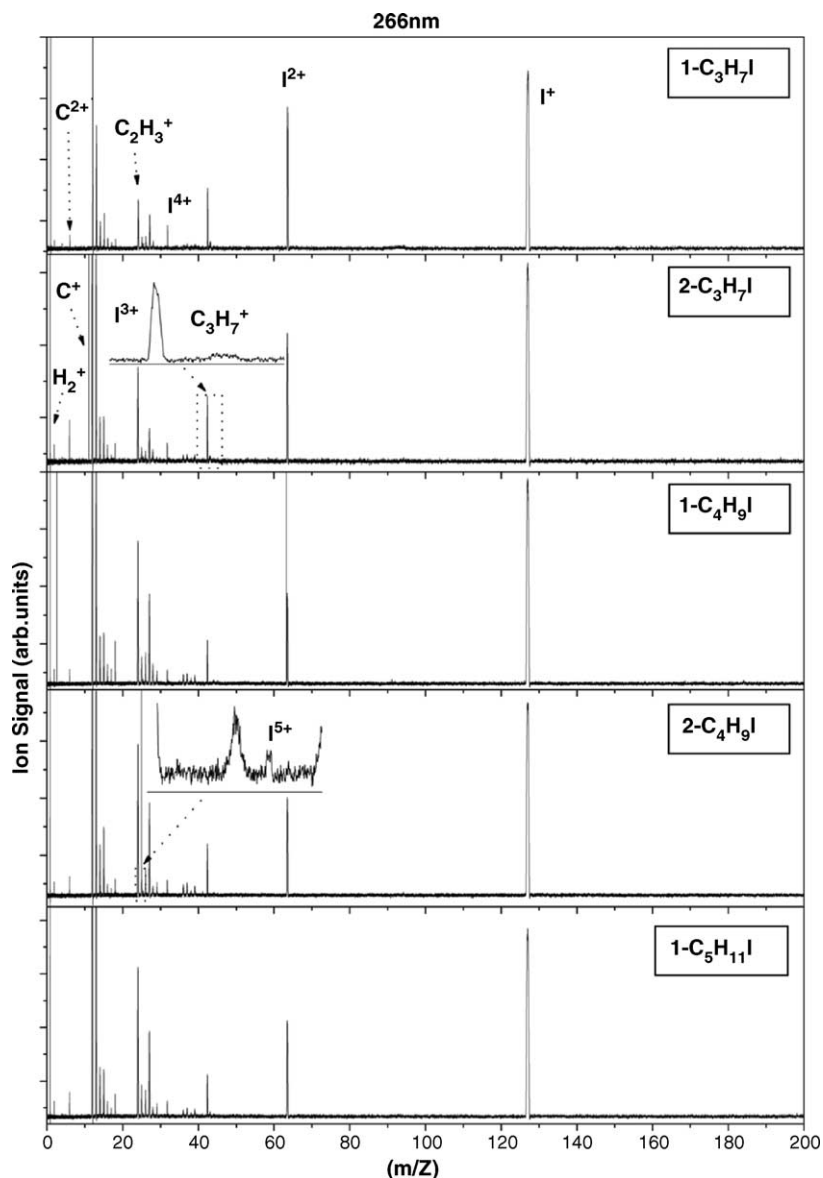 266nm
1-C₃H₇I
I²⁺
I⁺
C²⁺
C₂H₃⁺
I⁴⁺
2-C₃H₇I
C⁺
I³⁺
C₃H₇⁺
H₂⁺
1-C₄H₉I
Ion Signal (arb.units)
2-C₄H₉I
I⁵⁺
1-C₅H₁₁I
0 20 40 60 80 100 120 140 160 180 200
(m/Z)